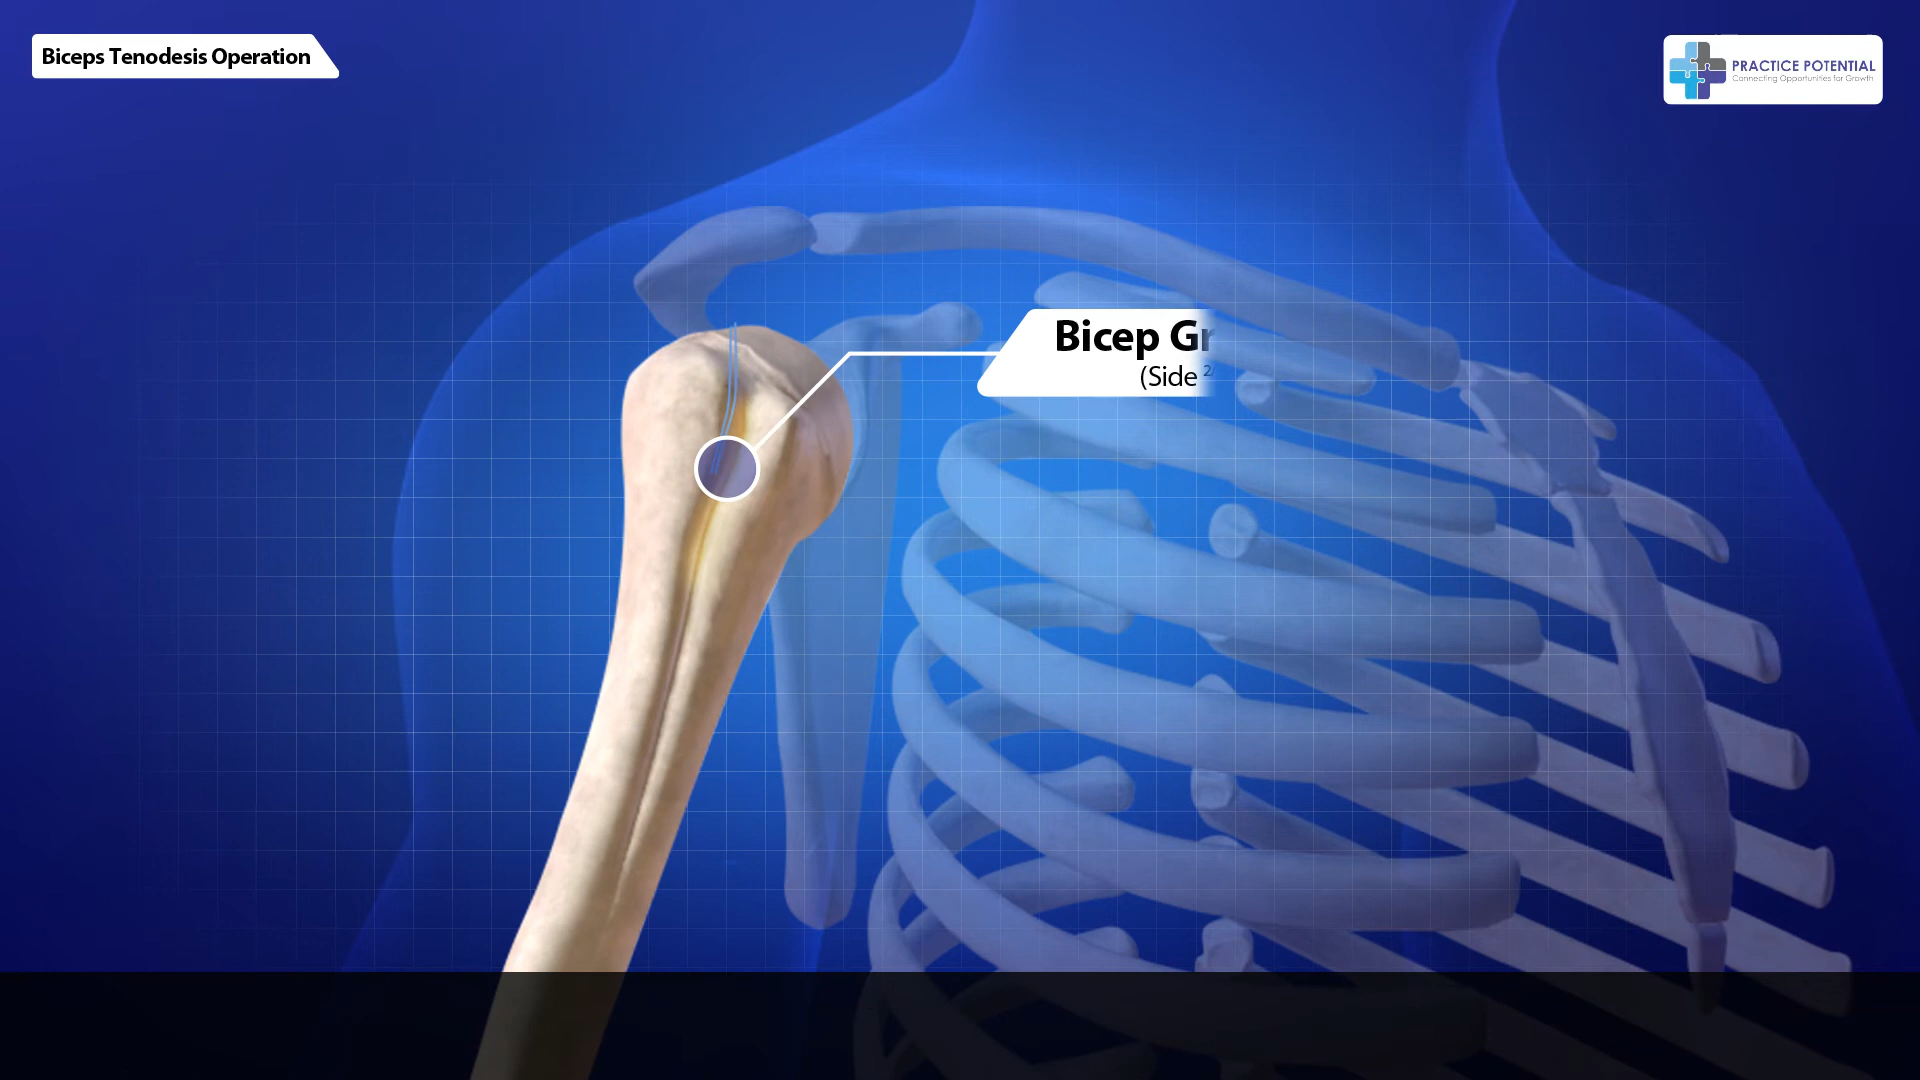 Biceps Tenodesis Operation
PRACTICE POTENTIAL
Connecting Opportunities for Growth
Bicep Gr
(Side